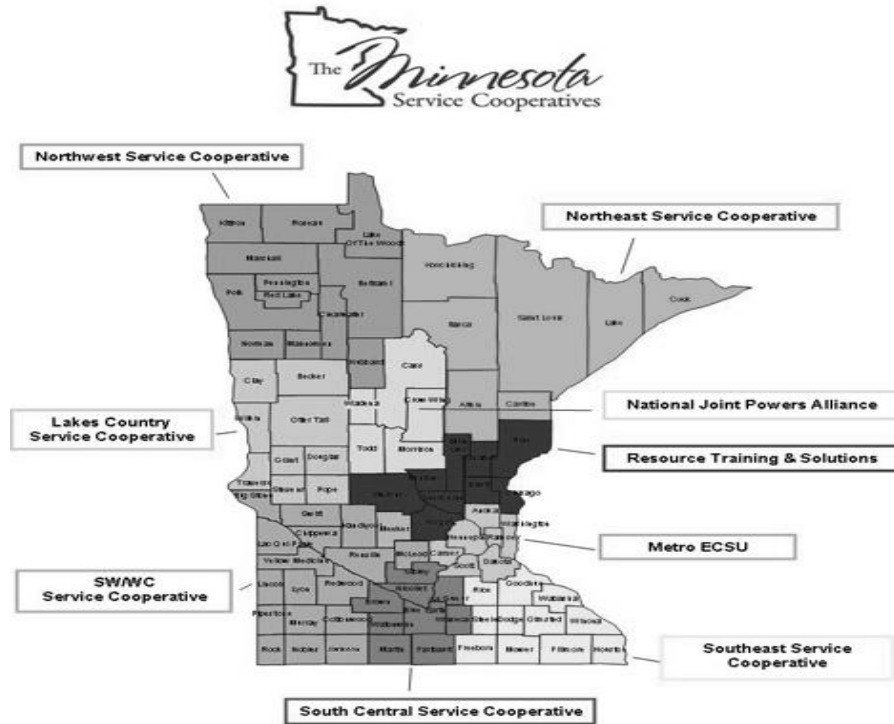 The Minnesota
Service Cooperatives
Northwest Service Cooperative
Northeast Service Cooperative
Kittson Roseau
Lake
Of The Woods
Marshall
Koochiching
Pennington
Red Lake
Polk
Beltrami
Clearwater
Cook
Lake
Saint Louis
Itasca
Norman
Mahnomen
Hubbard
Cass
Clay
Becker
Wadena
Crow Wing
Aitkin
Carlton
National Joint Powers Alliance
Lakes Country
Service Cooperative
Otter Tail
Pine
Resource Training & Solutions
Todd
Morrison
Grant
Douglas
Traverse
Big Stone
Stevens
Pope
Chisago
Swift
Anoka
Washington
Chippewa
Kandiyohi
Meeker
Hennepin
Ramsey
Metro ECSU
Lac Qui Parle
Yellow Medicine
Renville
McLeod
Carver
Scott
Dakota
SW/WC
Service Cooperative
Sibley
Lincoln
Lyon
Redwood
Nicollet
Rice
Goodhue
Wabasha
Brown
Pipestone
Murray
Cottonwood
Watonwan
Blue Earth
Waseca
Steele
Dodge
Olmsted
Winona
Rock
Nobles
Jackson
Martin
Faribault
Freeborn
Mower
Fillmore
Houston
Southeast Service
Cooperative
South Central Service Cooperative